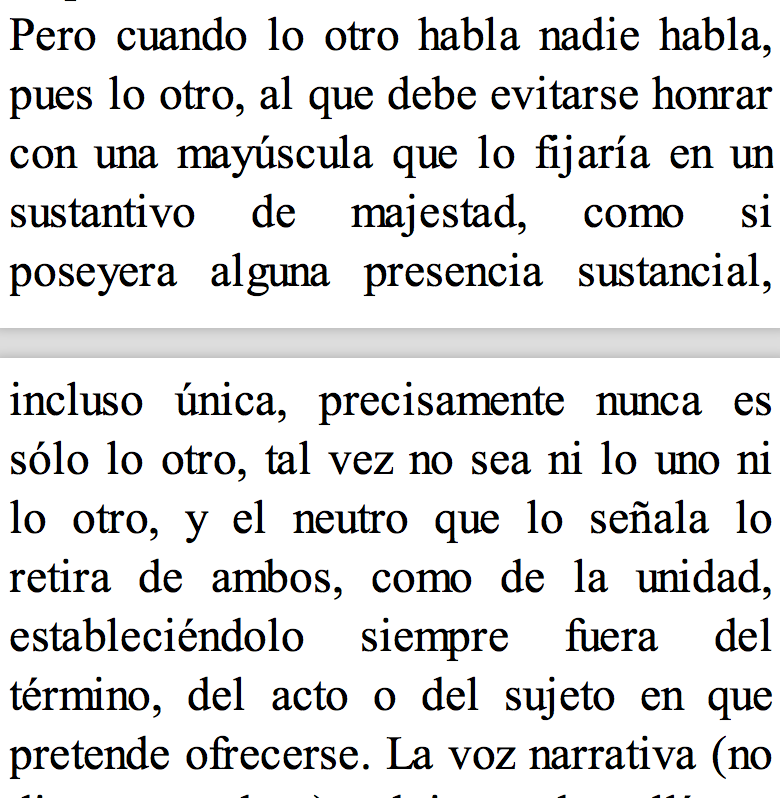 Pero cuando lo otro habla nadie habla,
pues lo otro, al que debe evitarse honrar
con una mayúscula que lo fijaría en un
sustantivo de majestad, como si
poseyera alguna presencia sustancial,
incluso única, precisamente nunca es
sólo lo otro, tal vez no sea ni lo uno ni
lo otro, y el neutro que lo señala lo
retira de ambos, como de la unidad,
estableciéndolo siempre fuera del
término, del acto o del sujeto en que
pretende ofrecerse. La voz narrativa (no